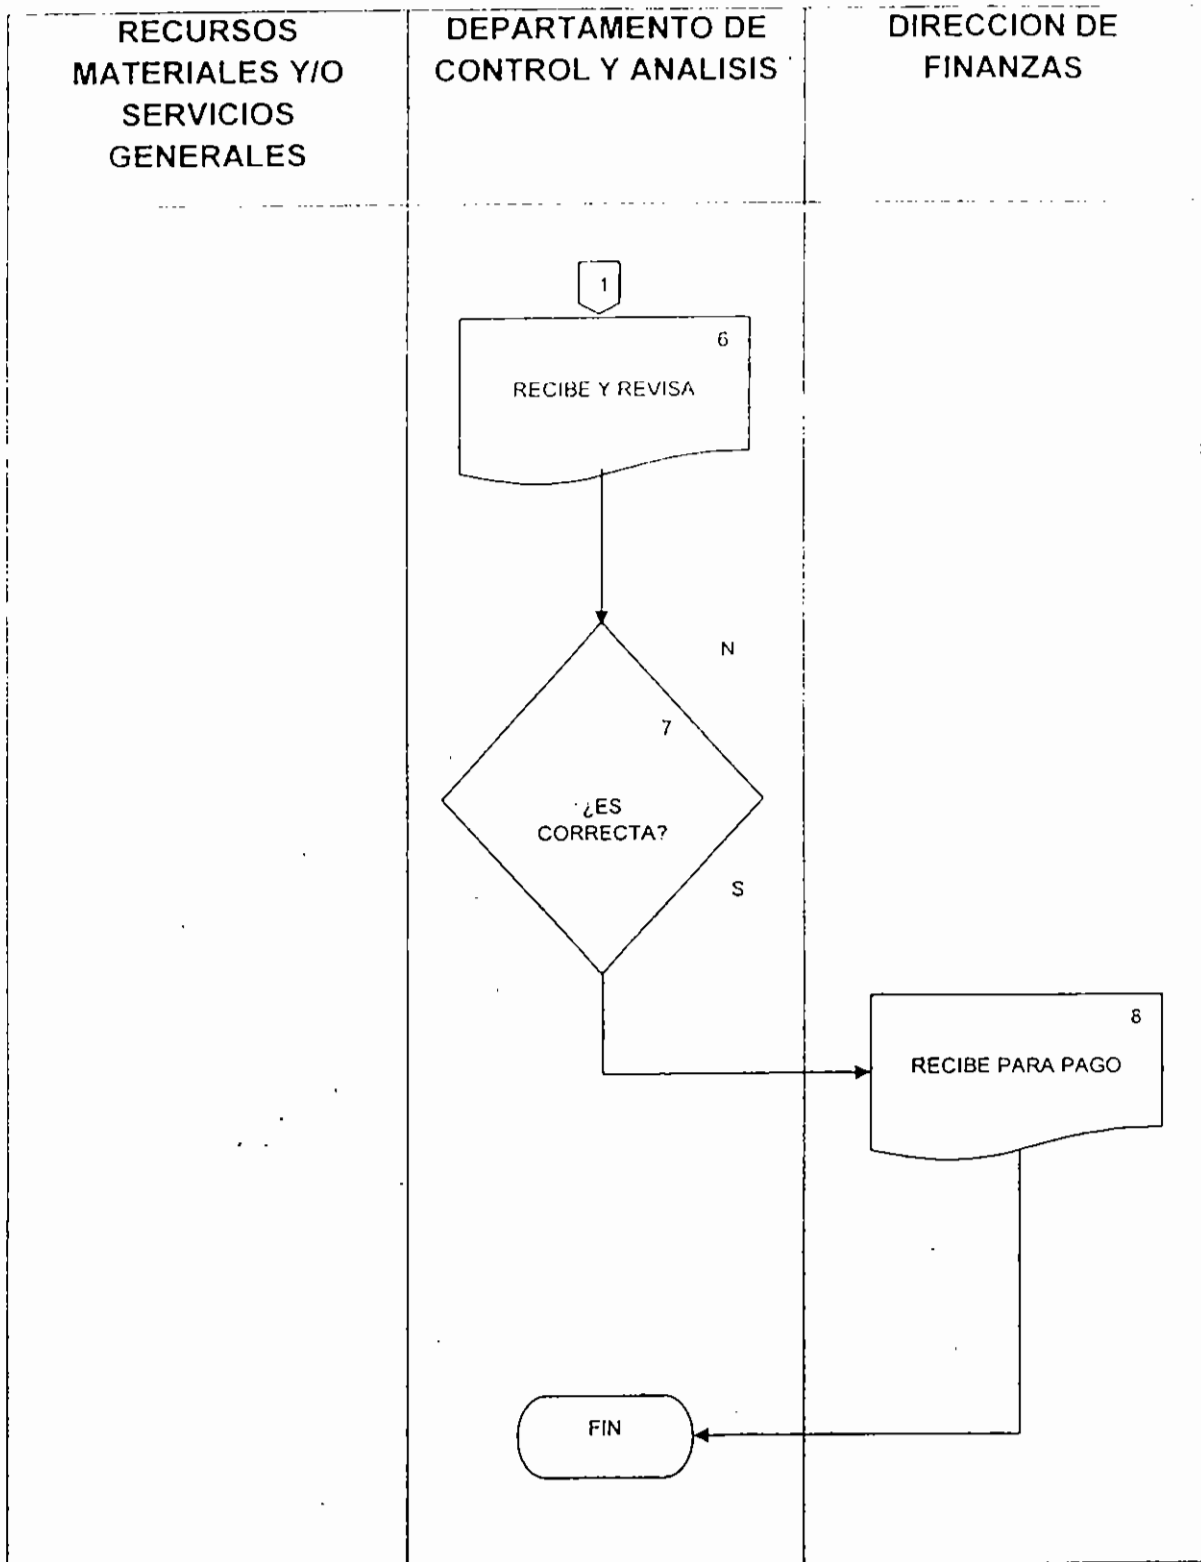 RECURSOS
MATERIALES Y/O
SERVICIOS
GENERALES
DEPARTAMENTO DE
CONTROL Y ANALISIS
DIRECCION DE
FINANZAS
1
6
RECIBE Y REVISA
N
7
¿ES
CORRECTA?
S
8
RECIBE PARA PAGO
FIN